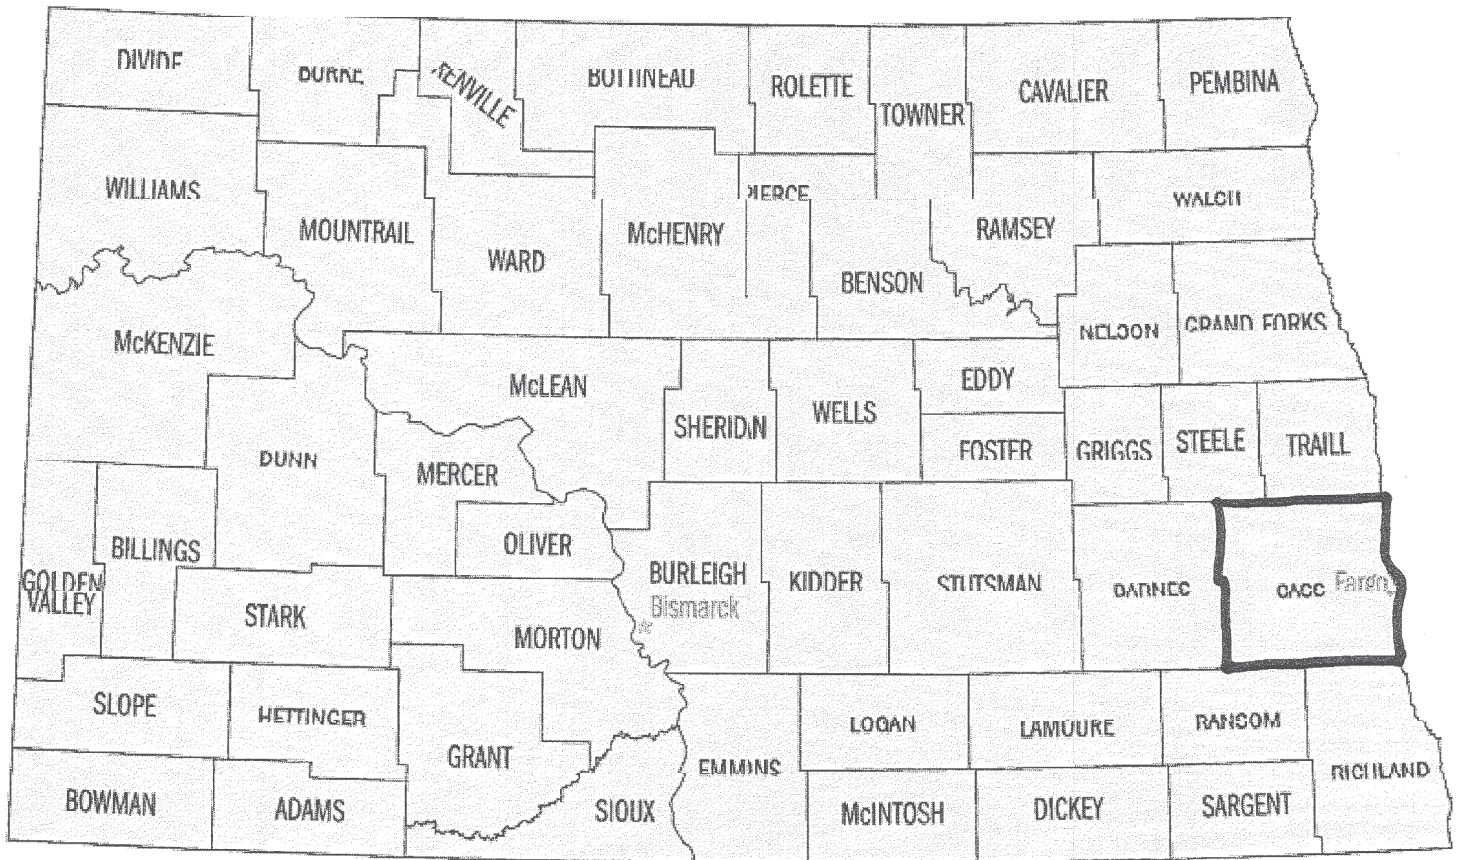 DIVIDE
BURKE
RENVILLE
BOTTINEAU
ROLETTE
TOWNER
CAVALIER
PEMBINA
WILLIAMS
MOUNTRAIL
WARD
McHENRY
PIERCE
BENSON
RAMSEY
WALSH
McKENZIE
McLEAN
SHERIDAN
WELLS
EDDY
FOSTER
NELSON
GRAND FORKS
GRIGGS
STEELE
TRAILL
DUNN
MERCER
OLIVER
BILLINGS
GOLDEN
VALLEY
STARK
MORTON
BURLEIGH
Bismarck
KIDDER
STUTSMAN
BARNES
CASS Fargo
SLOPE
HETTINGER
GRANT
EMMONS
LOGAN
LAMOURE
RANSOM
RICHLAND
BOWMAN
ADAMS
SIOUX
McINTOSH
DICKEY
SARGENT